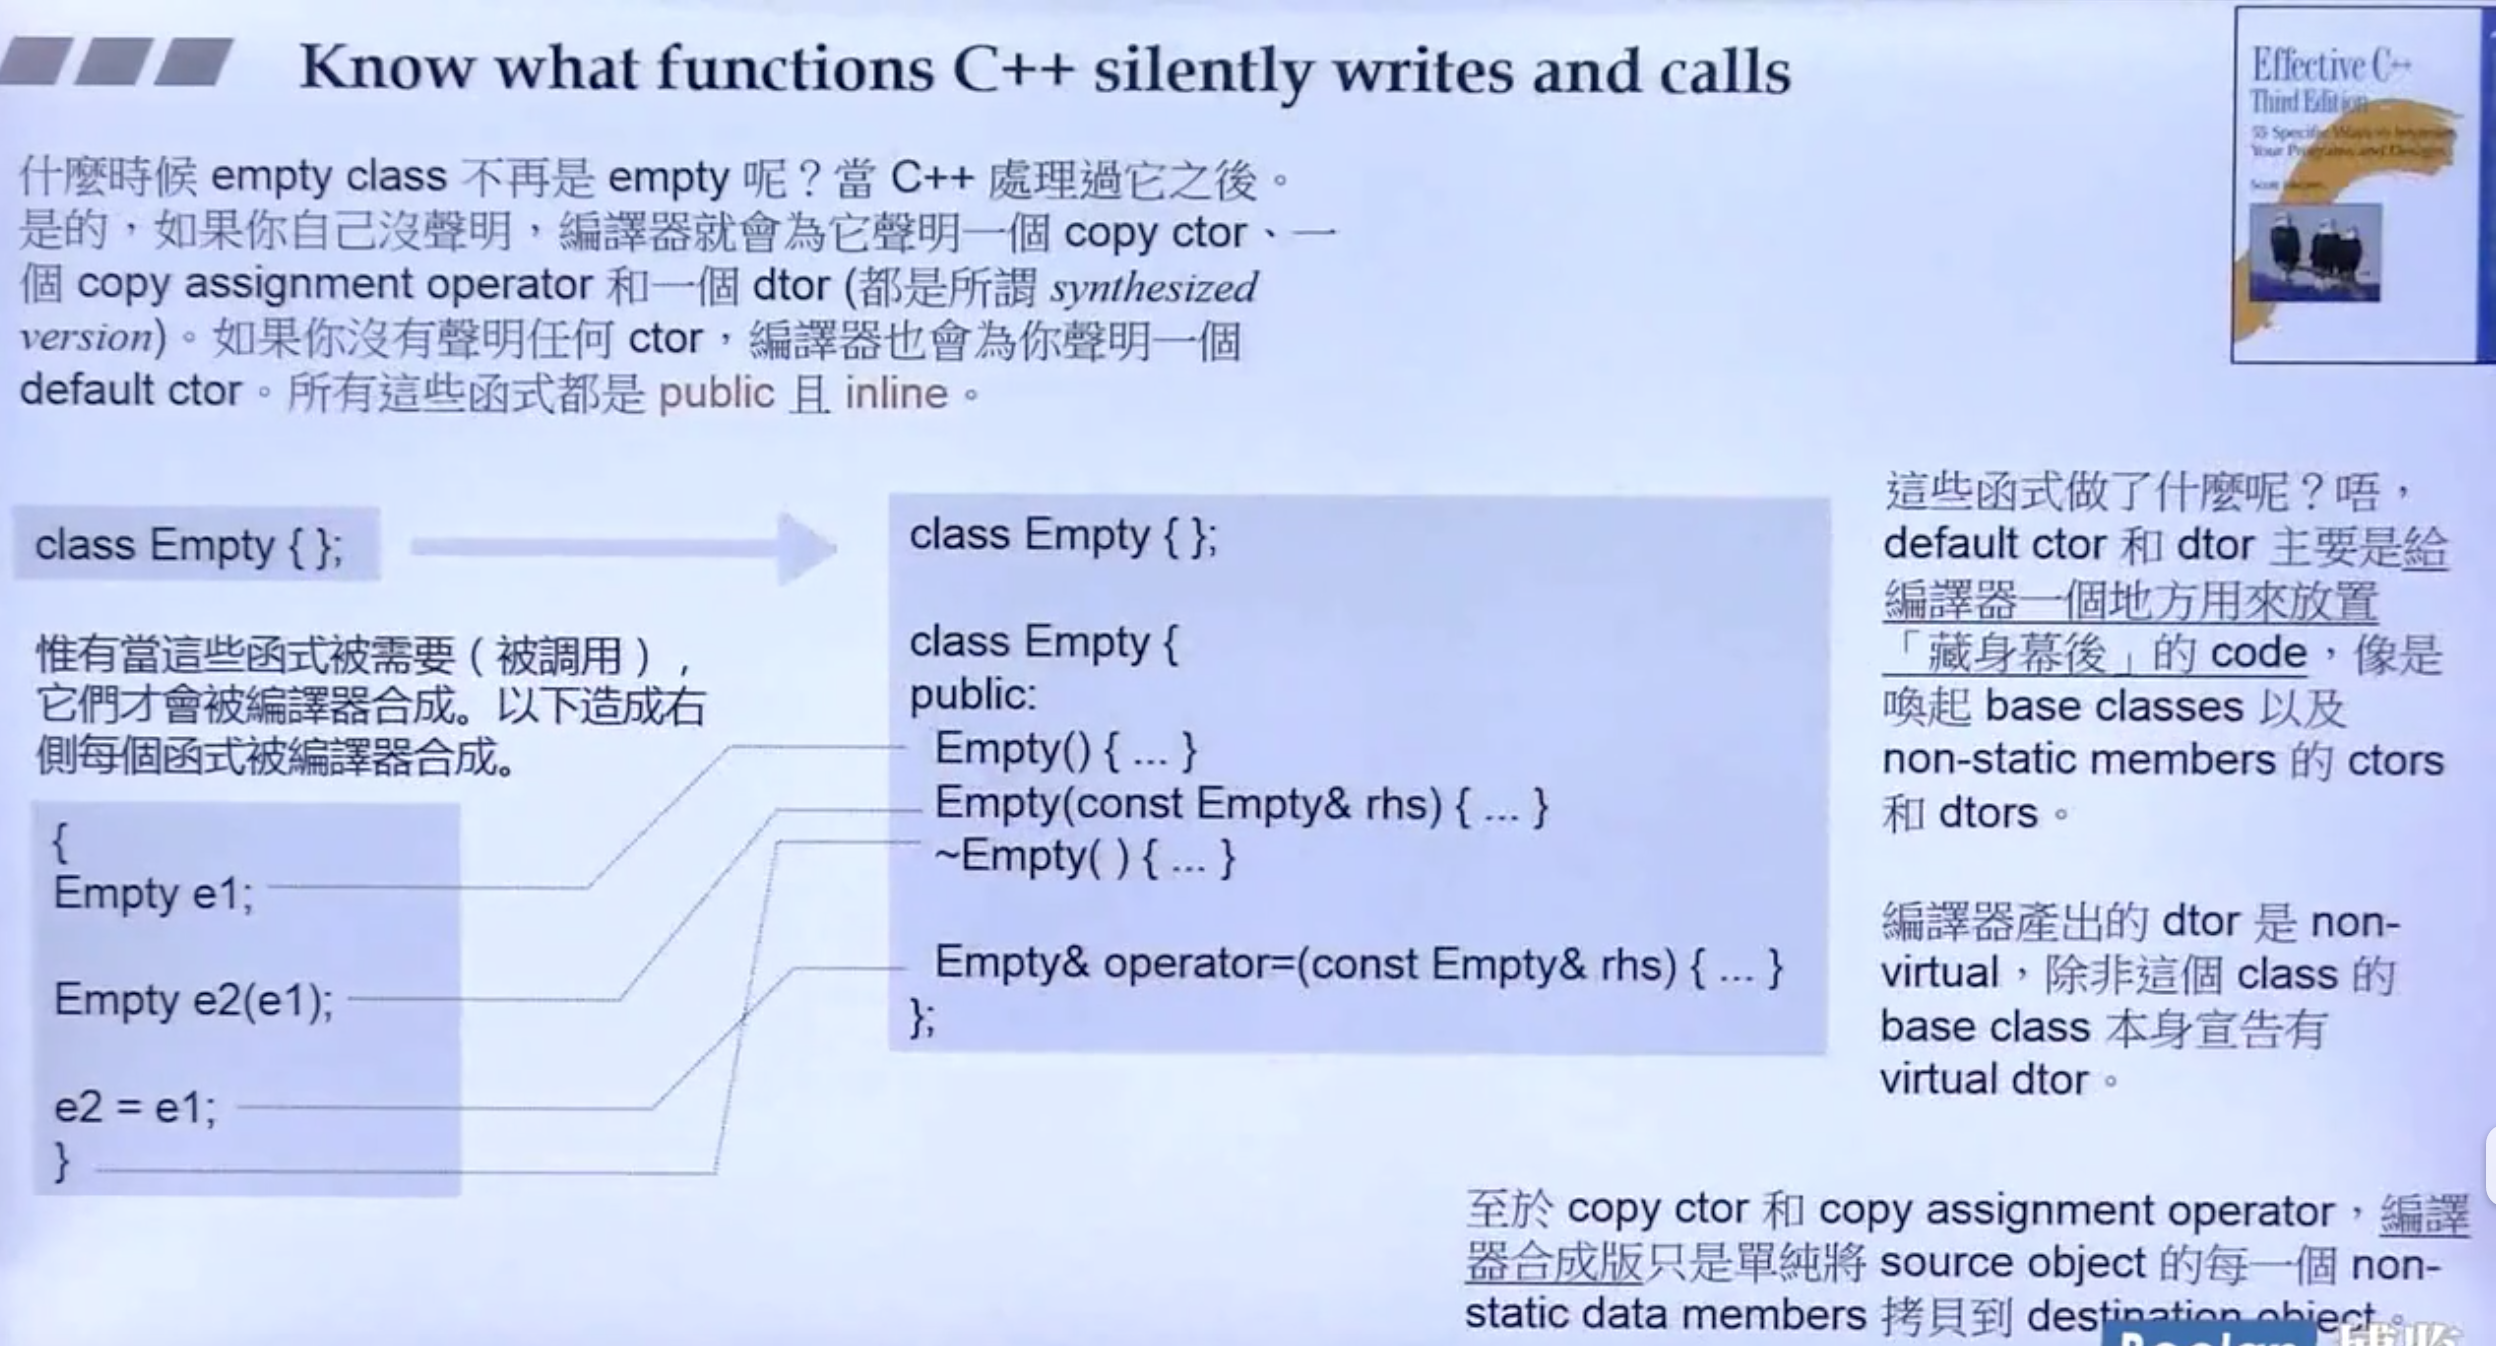 Know what functions C++ silently writes and calls
Effective C++
Third Edition
55 Specific Ways to Improve
Your Programs and Designs
什麼時候 empty class 不再是 empty 呢？當 C++ 處理過它之後。
是的，如果你自己沒聲明，編譯器就會為它聲明一個 copy ctor、一
個 copy assignment operator 和一個 dtor (都是所謂 synthesized
version)。如果你沒有聲明任何 ctor，編譯器也會為你聲明一個
default ctor。所有這些函式都是 public 且 inline。
class Empty { };
惟有當這些函式被需要（被調用），
它們才會被編譯器合成。以下造成右
側每個函式被編譯器合成。
{
Empty e1;
Empty e2(e1);
e2 = e1;
}
class Empty { };
class Empty {
public:
Empty() { ... }
Empty(const Empty& rhs) { ... }
~Empty( ) { ... }
Empty& operator=(const Empty& rhs) { ... }
};
這些函式做了什麼呢？唔，
default ctor 和 dtor 主要是給
編譯器一個地方用來放置
「藏身幕後」的 code，像是
喚起 base classes 以及
non-static members 的 ctors
和 dtors。
編譯器產出的 dtor 是 non-
virtual，除非這個 class 的
base class 本身宣告有
virtual dtor。
至於 copy ctor 和 copy assignment operator，編譯
器合成版只是單純將 source object 的每一個 non-
static data members 拷貝到 destination object。